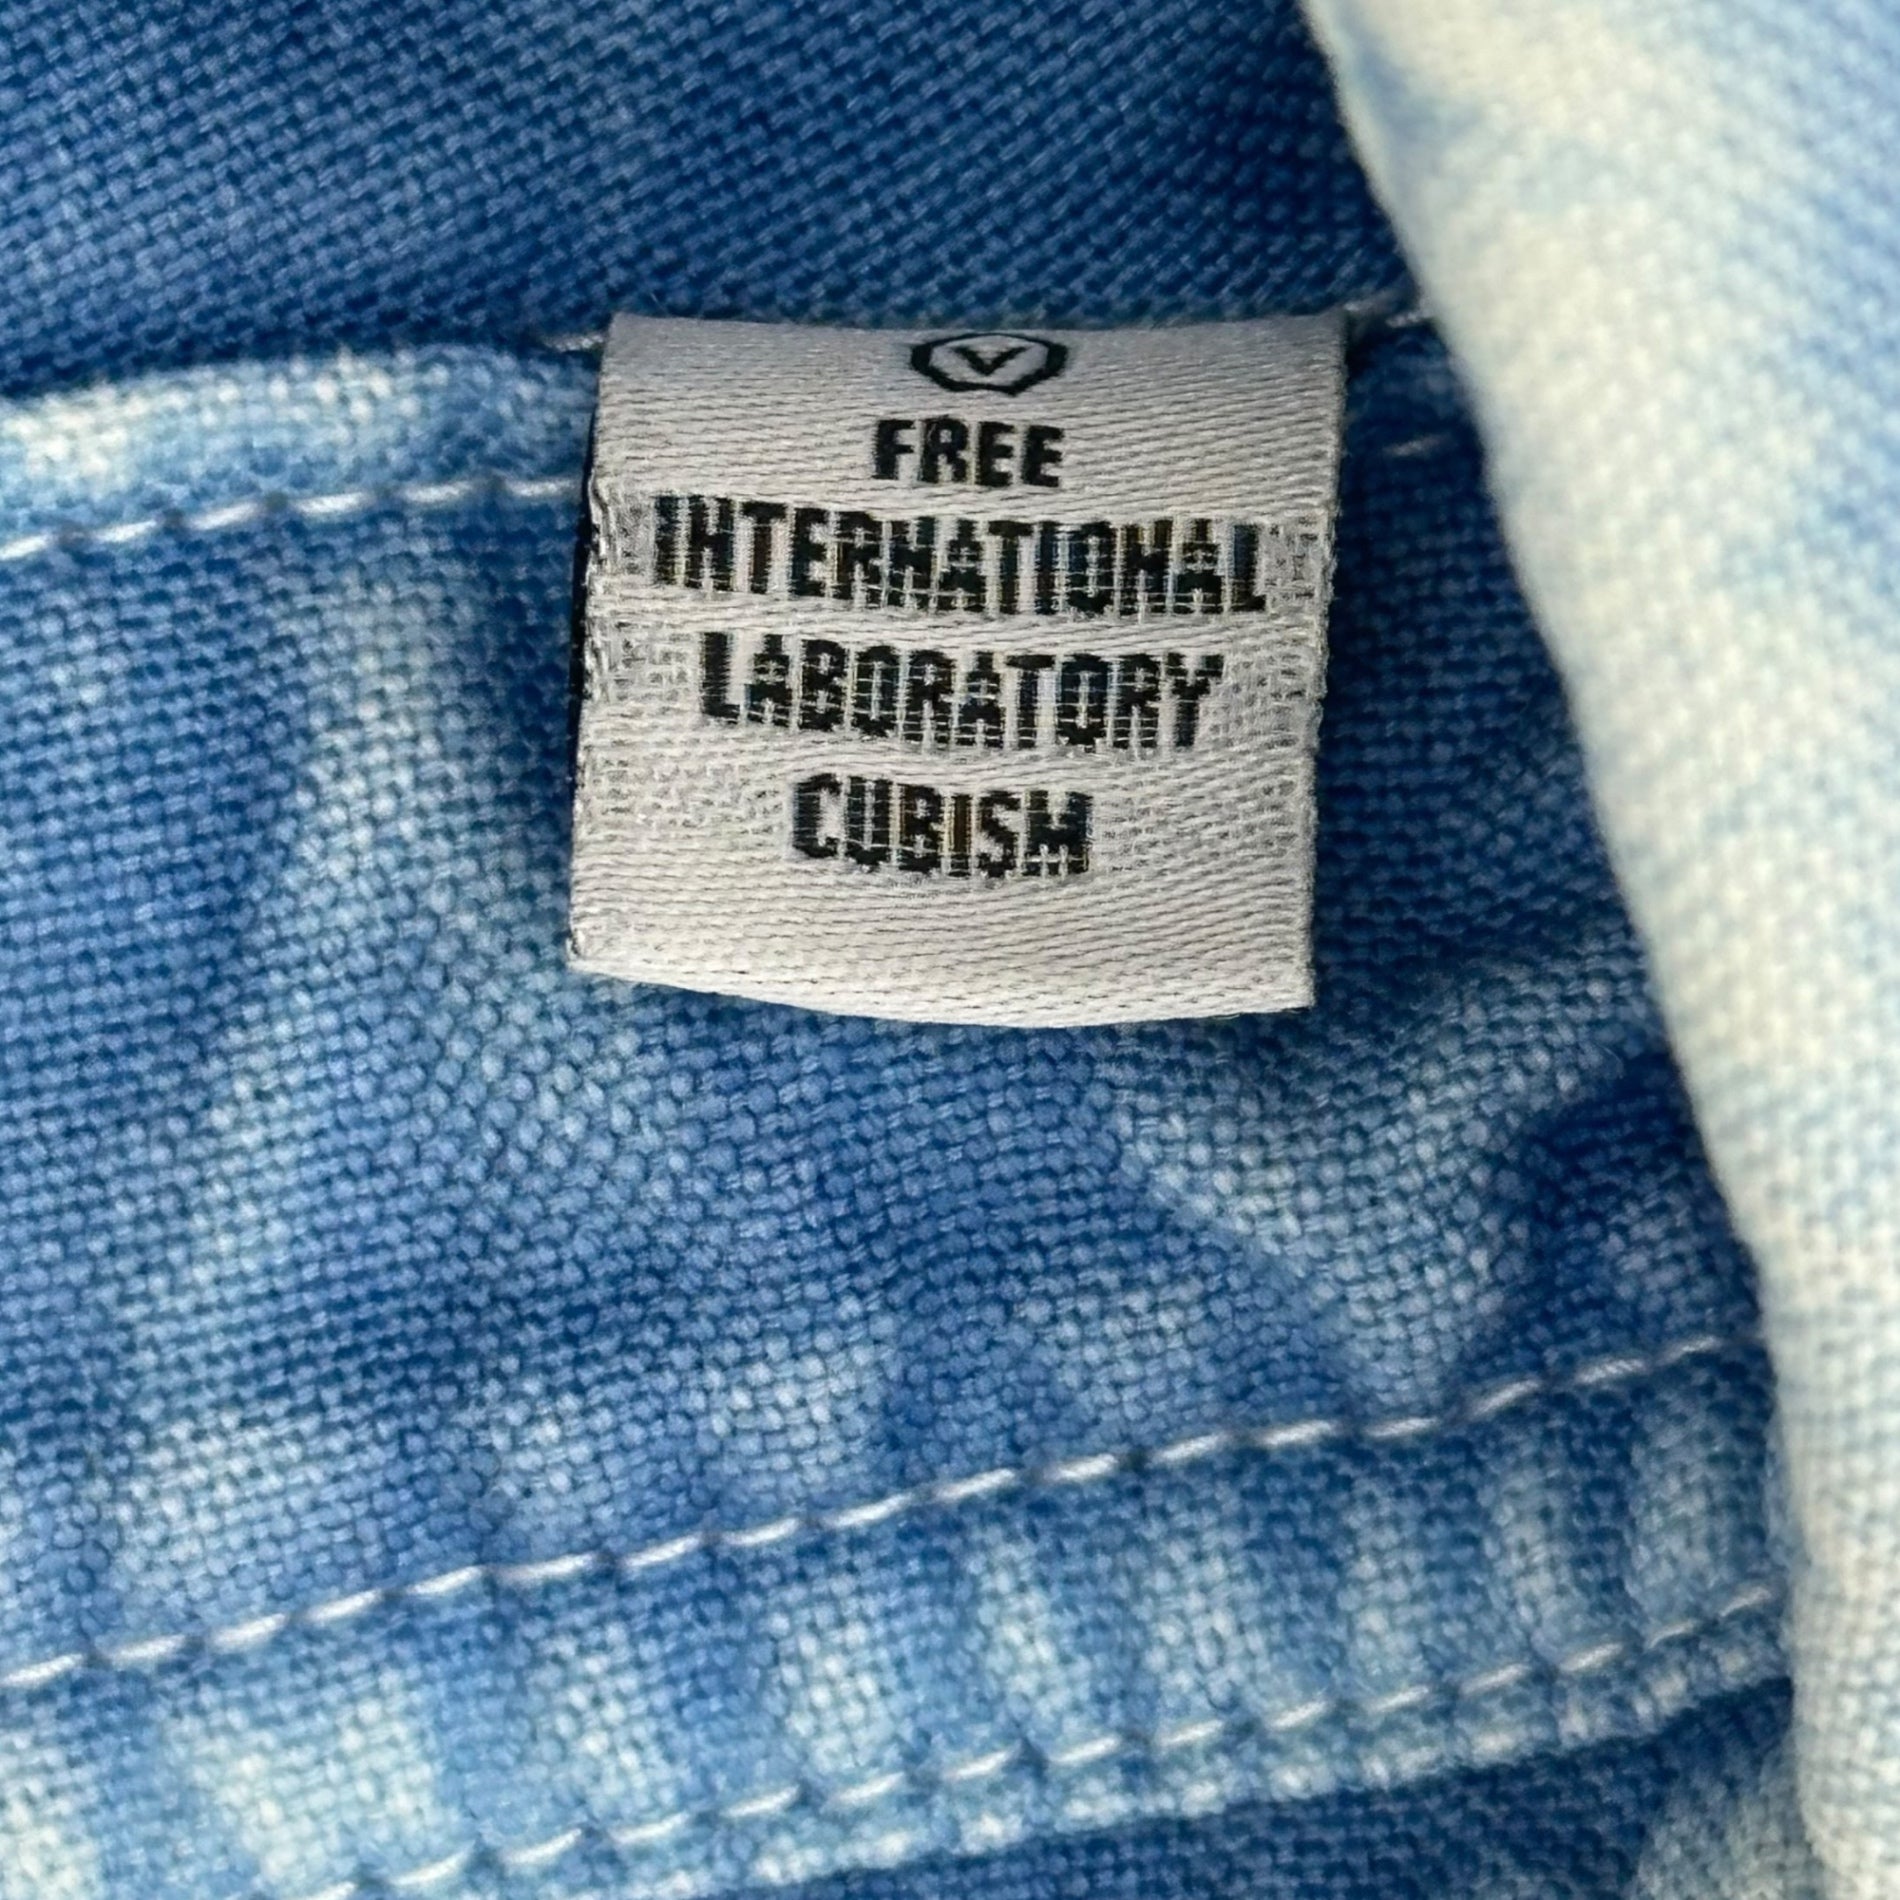 V
FREE
INTERNATIONAL
LABORATORY
CUBISM